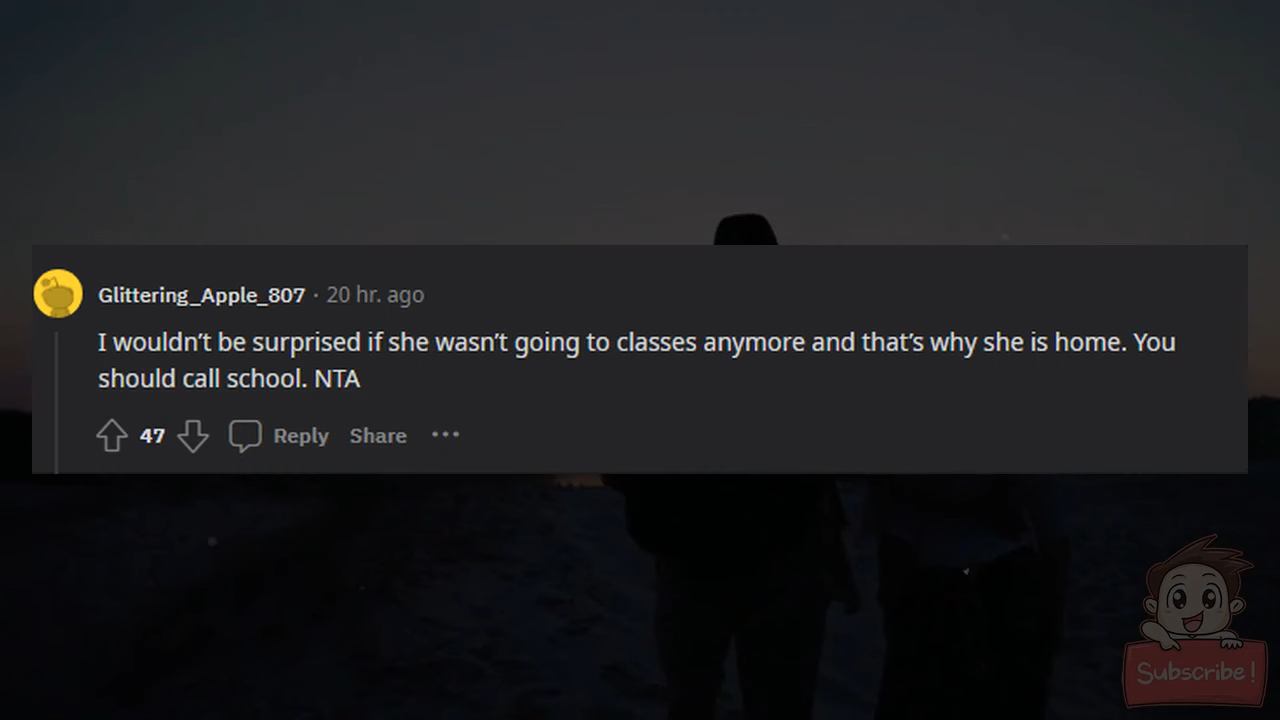 Glittering_Apple_807 · 20 hr. ago
I wouldn’t be surprised if she wasn’t going to classes anymore and that’s why she is home. You
should call school. NTA
47 Reply Share ···
Subscribe!